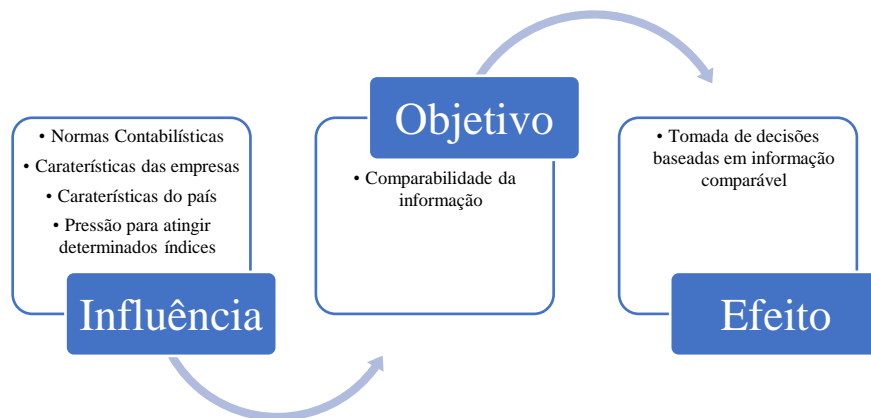 • Normas Contabilísticas
• Caraterísticas das empresas
• Caraterísticas do país
• Pressão para atingir
determinados índices
Influência
Objetivo
• Comparabilidade da
informação
• Tomada de decisões
baseadas em informação
comparável
Efeito